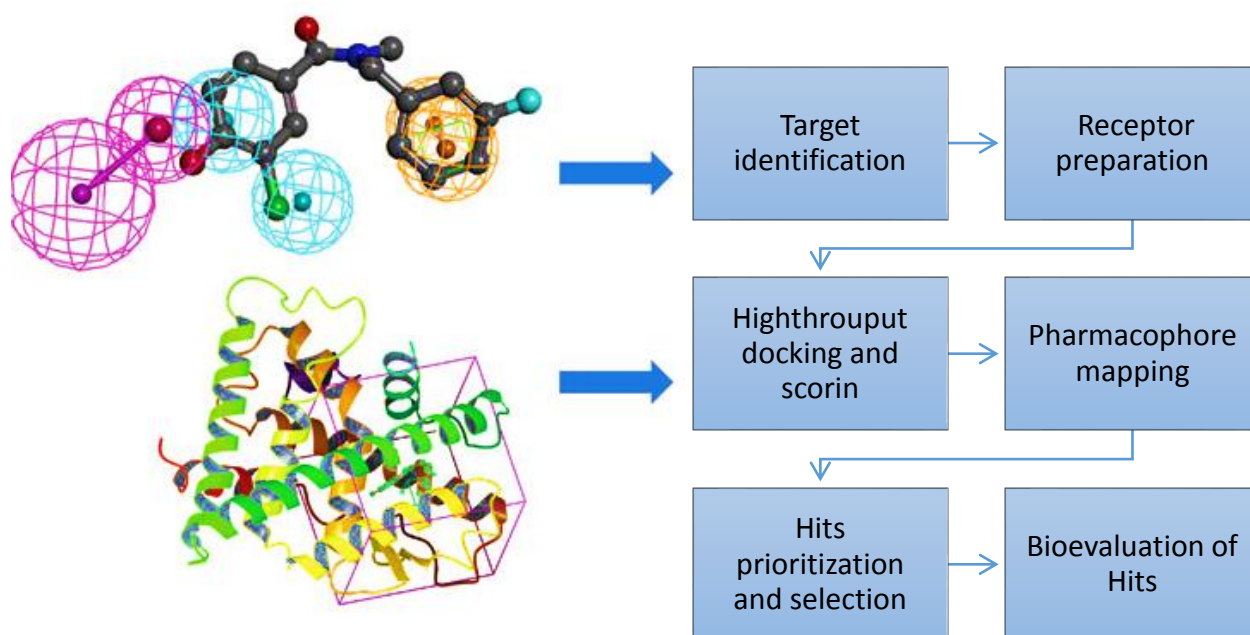 Target
identification
Receptor
preparation
Highthrouput
docking and
scorin
Pharmacophore
mapping
Hits
prioritization
and selection
Bioevaluation of
Hits